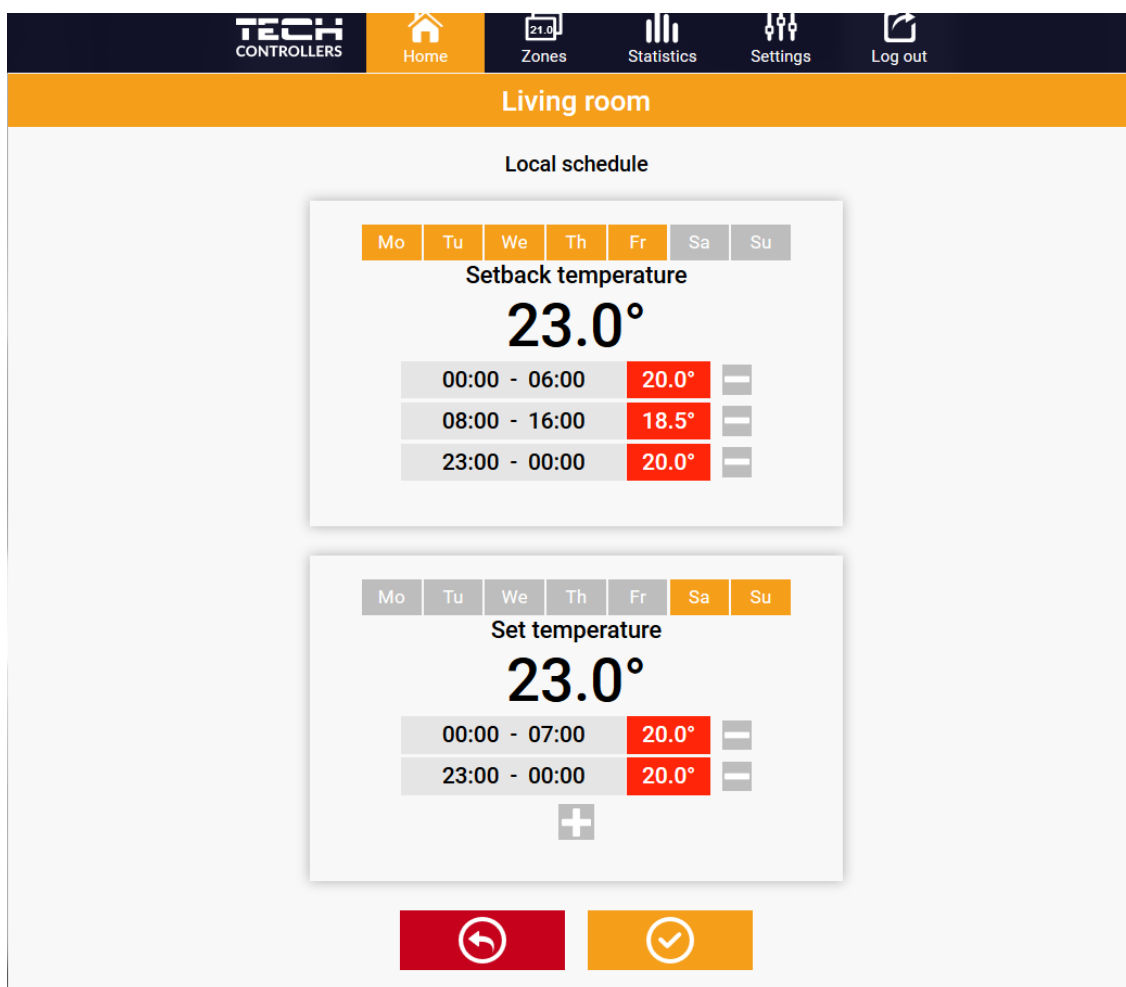 TECH
CONTROLLERS
Home
21.0
Zones
Statistics
Settings
Log out
Living room
Local schedule
Mo Tu We Th Fr Sa Su
Setback temperature
23.0°
00:00 - 06:00 20.0°
08:00 - 16:00 18.5°
23:00 - 00:00 20.0°
Mo Tu We Th Fr Sa Su
Set temperature
23.0°
00:00 - 07:00 20.0°
23:00 - 00:00 20.0°